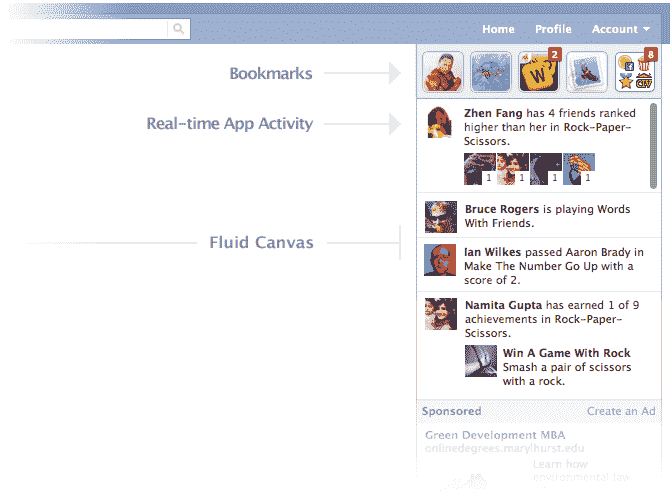 Home Profile Account
Bookmarks
2
8
W
Real-time App Activity
Zhen Fang has 4 friends ranked
higher than her in Rock-Paper-
Scissors.
1 1 1 1
Fluid Canvas
Bruce Rogers is playing Words
With Friends.
Ian Wilkes passed Aaron Brady in
Make The Number Go Up with a
score of 2.
Namita Gupta has earned 1 of 9
achievements in Rock-Paper-
Scissors.
Win A Game With Rock
Smash a pair of scissors
with a rock.
Sponsored Create an Ad
Green Development MBA
onlinedegrees.marylhurst.edu
Learn how
environmental law